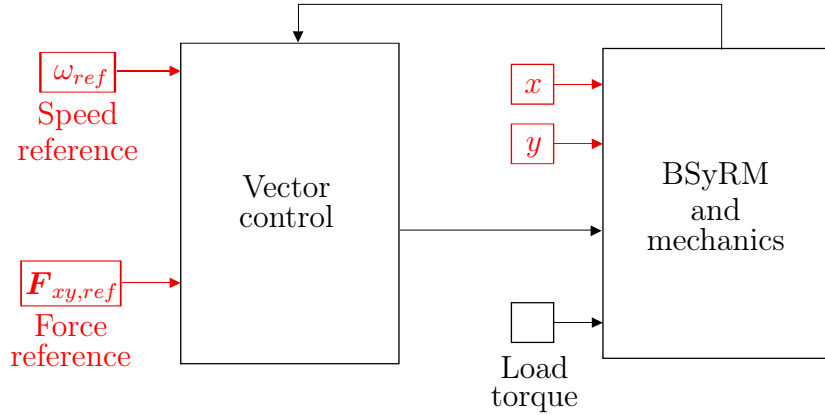 ω_ref
Speed
reference
F_xy,ref
Force
reference
Vector
control
x
y
Load
torque
BSyRM
and
mechanics